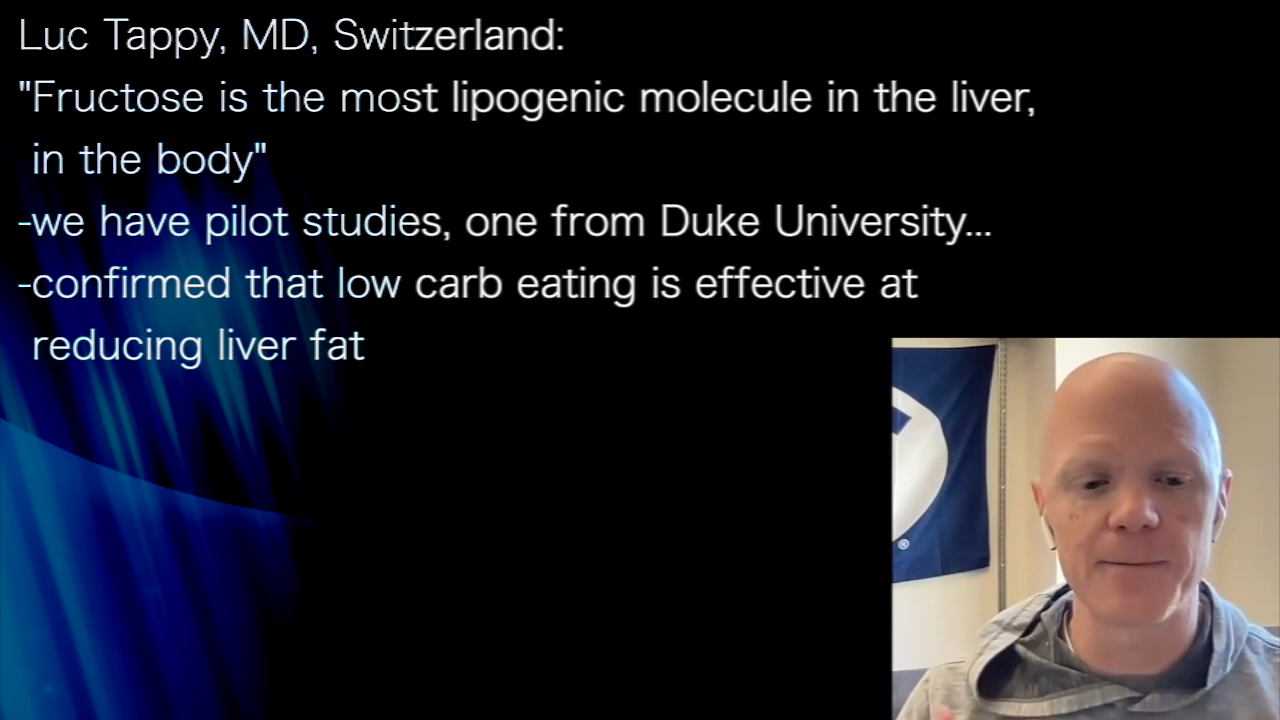 Luc Tappy, MD, Switzerland:
"Fructose is the most lipogenic molecule in the liver,
in the body"
-we have pilot studies, one from Duke University...
-confirmed that low carb eating is effective at
reducing liver fat
®